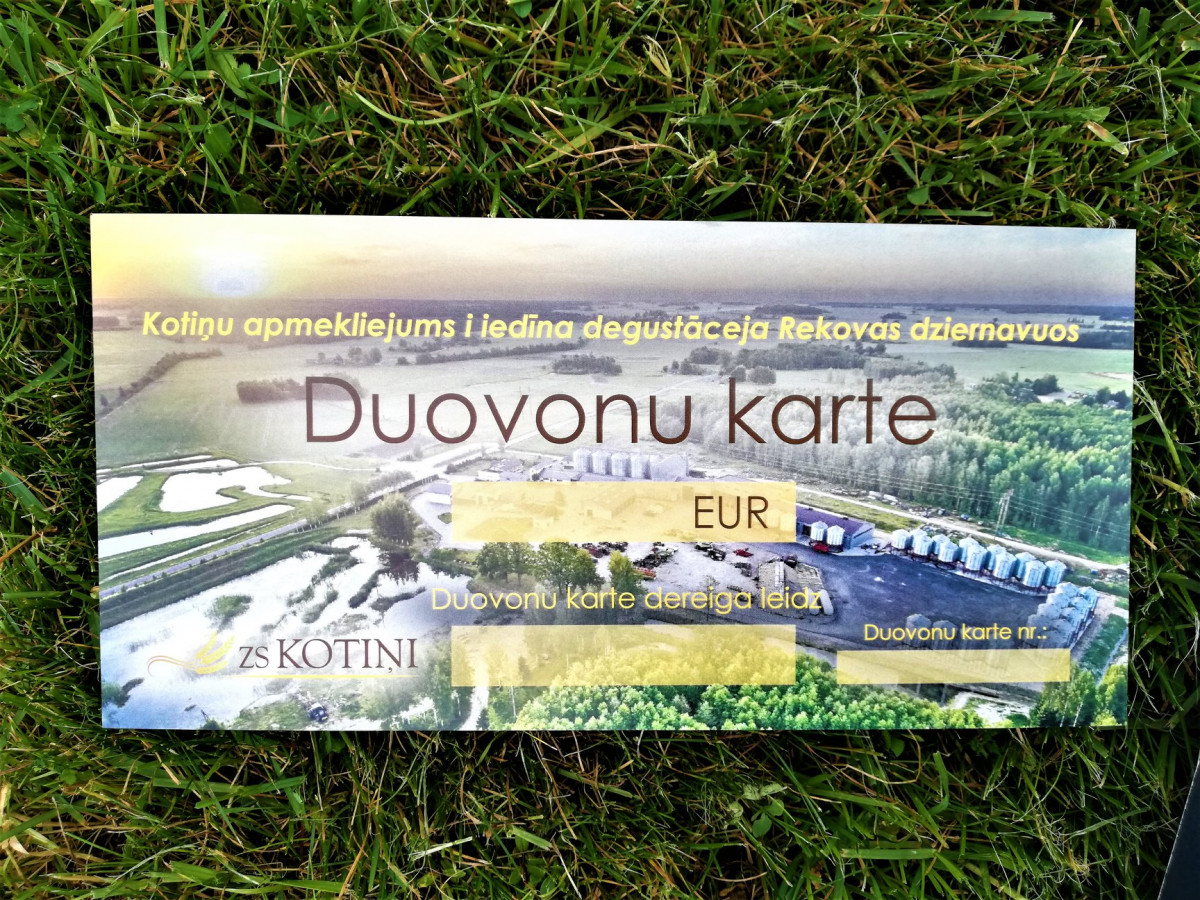 Kotiņu apmekliejums i iedīna degustāceja Rekovas dziernavuos
Duovonu karte
EUR
Duovonu karte dereiga leidz
Duovonu karte nr.:
ZS KOTIŅI